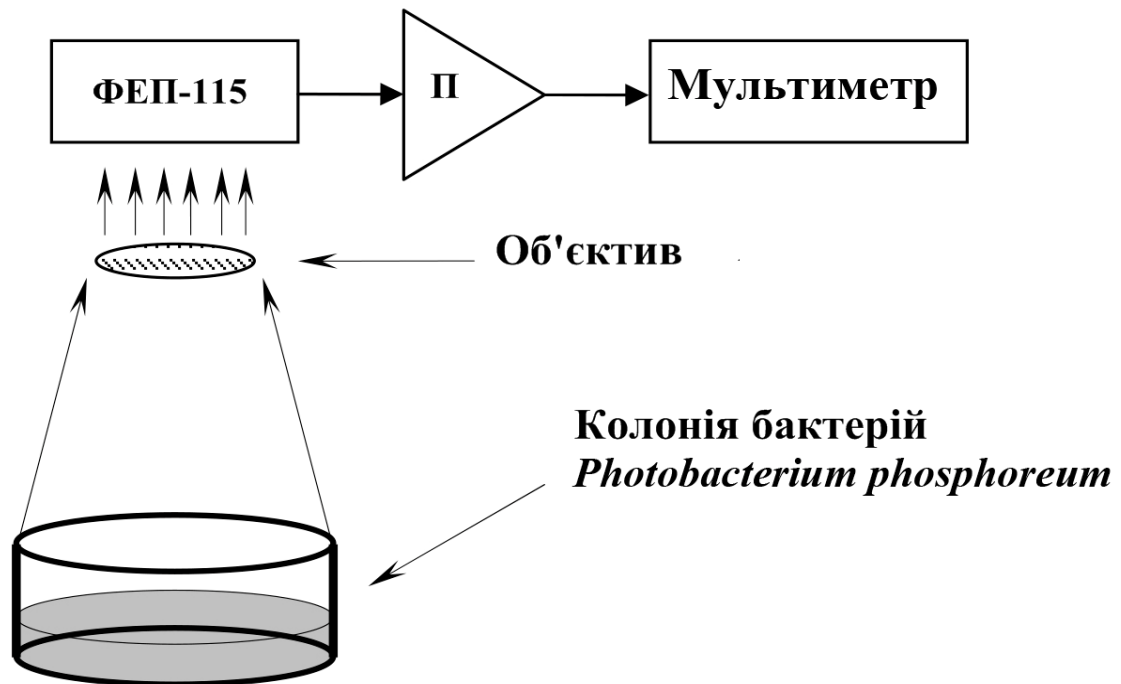 ФЕП-115
П
Мультиметр
Об'єктив
Колонія бактерій
Photobacterium phosphoreum